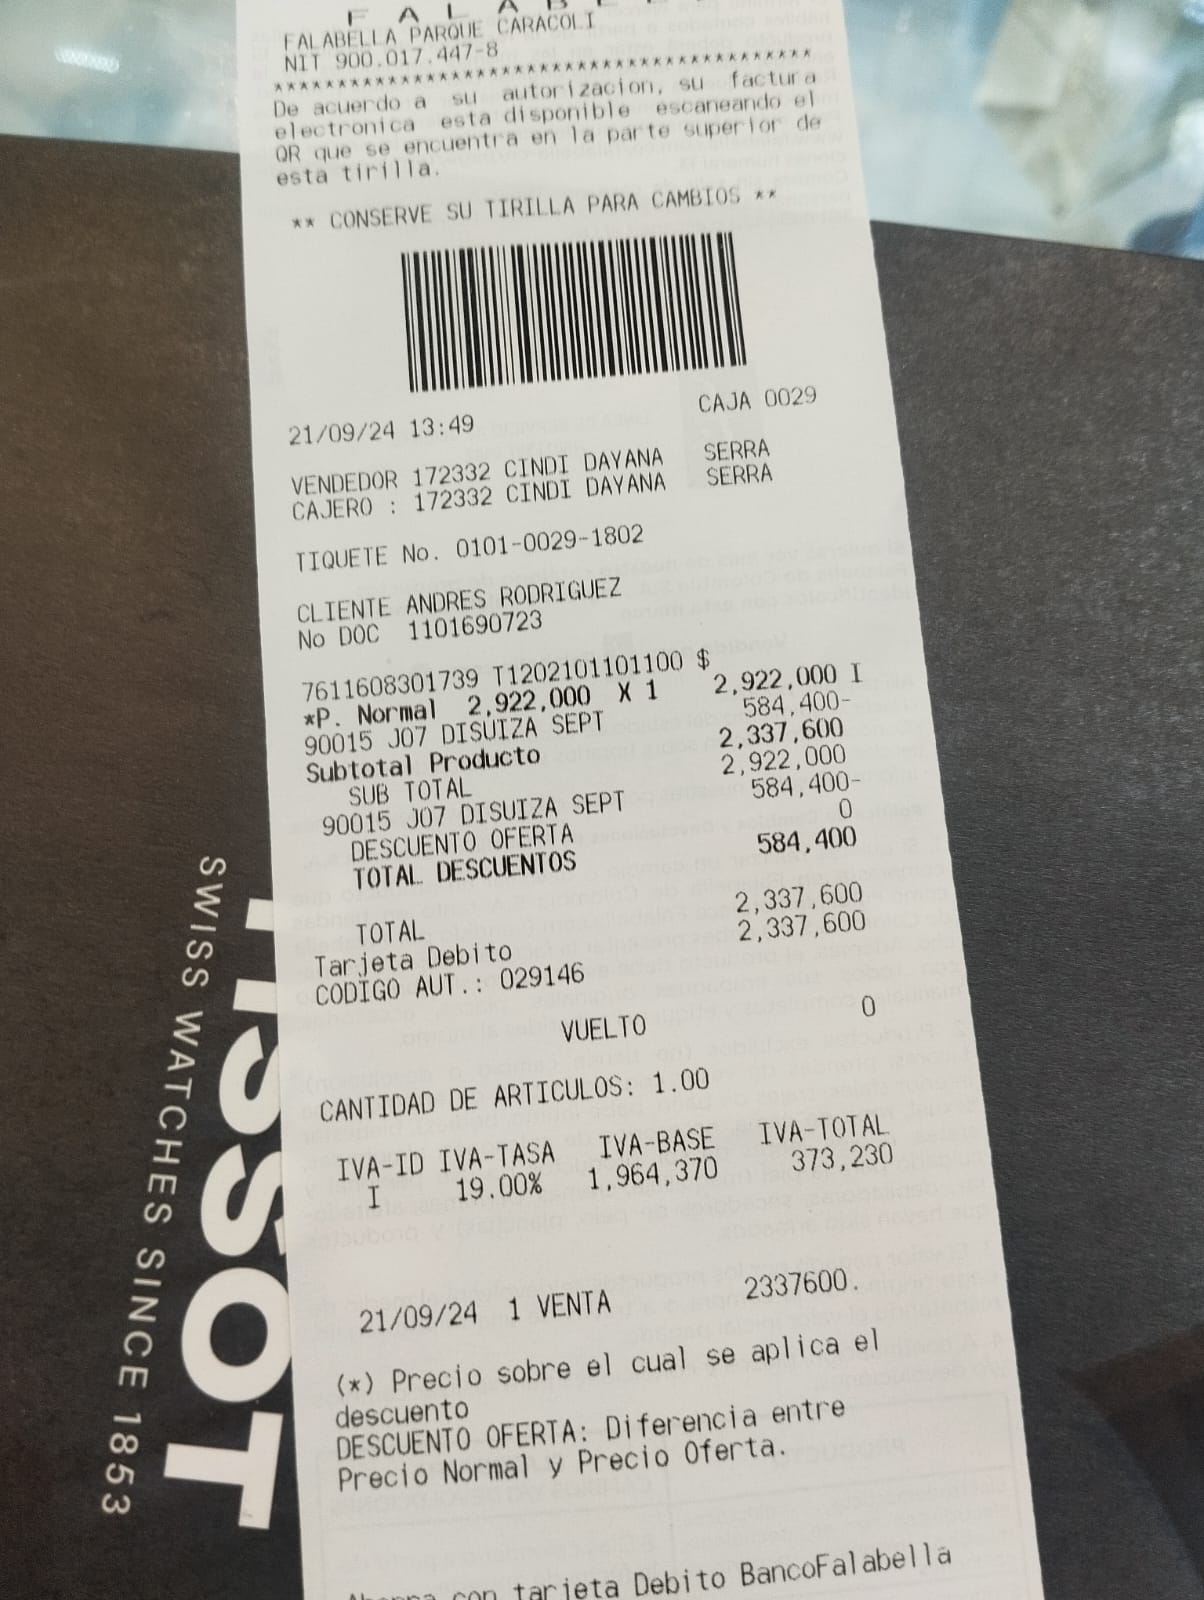 F A L A B E L
FALABELLA PARQUE CARACOLI
NIT 900.017.447-8
******************************************
De acuerdo a su autorizacion, su factura
electronica esta disponible escaneando el
QR que se encuentra en la parte superior de
esta tirilla.
** CONSERVE SU TIRILLA PARA CAMBIOS **
21/09/24 13:49 CAJA 0029
VENDEDOR 172332 CINDI DAYANA SERRA
CAJERO : 172332 CINDI DAYANA SERRA
TIQUETE No. 0101-0029-1802
CLIENTE ANDRES RODRIGUEZ
No DOC 1101690723
7611608301739 T1202101101100 $
*P. Normal 2,922,000 X 1 2,922,000 I
90015 J07 DISUIZA SEPT 584,400-
Subtotal Producto 2,337,600
SUB TOTAL 2,922,000
90015 J07 DISUIZA SEPT 584,400-
DESCUENTO OFERTA 0
TOTAL DESCUENTOS 584,400
TOTAL 2,337,600
Tarjeta Debito 2,337,600
CODIGO AUT.: 029146
VUELTO 0
CANTIDAD DE ARTICULOS: 1.00
IVA-ID IVA-TASA IVA-BASE IVA-TOTAL
I 19.00% 1,964,370 373,230
21/09/24 1 VENTA 2337600.
(*) Precio sobre el cual se aplica el
descuento
DESCUENTO OFERTA: Diferencia entre
Precio Normal y Precio Oferta.
con tarjeta Debito BancoFalabella
TISSOT
SWISS WATCHES SINCE 1853